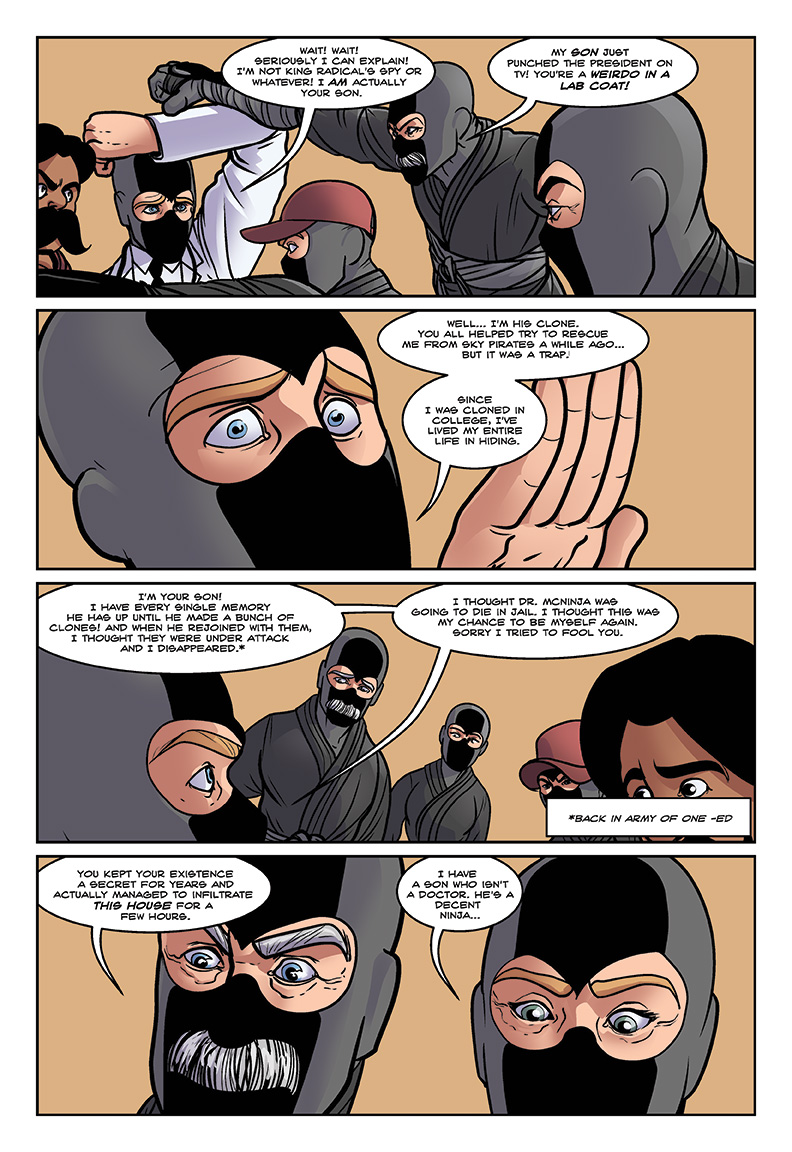 WAIT! WAIT!
SERIOUSLY I CAN EXPLAIN!
I'M NOT KING RADICAL'S SPY OR
WHATEVER! I AM ACTUALLY
YOUR SON.
MY SON JUST
PUNCHED THE PRESIDENT ON
TV! YOU'RE A WEIRDO IN A
LAB COAT!
WELL... I'M HIS CLONE.
YOU ALL HELPED TRY TO RESCUE
ME FROM SKY PIRATES A WHILE AGO...
BUT IT WAS A TRAP.
SINCE
I WAS CLONED IN
COLLEGE, I'VE
LIVED MY ENTIRE
LIFE IN HIDING.
I'M YOUR SON!
I HAVE EVERY SINGLE MEMORY
HE HAS UP UNTIL HE MADE A BUNCH OF
CLONES! AND WHEN HE REJOINED WITH THEM,
I THOUGHT THEY WERE UNDER ATTACK
AND I DISAPPEARED.*
I THOUGHT DR. MCNINJA WAS
GOING TO DIE IN JAIL. I THOUGHT THIS WAS
MY CHANCE TO BE MYSELF AGAIN.
SORRY I TRIED TO FOOL YOU.
*BACK IN ARMY OF ONE -ED
YOU KEPT YOUR EXISTENCE
A SECRET FOR YEARS AND
ACTUALLY MANAGED TO INFILTRATE
THIS HOUSE FOR A
FEW HOURS.
I HAVE
A SON WHO ISN'T
A DOCTOR. HE'S A
DECENT
NINJA...